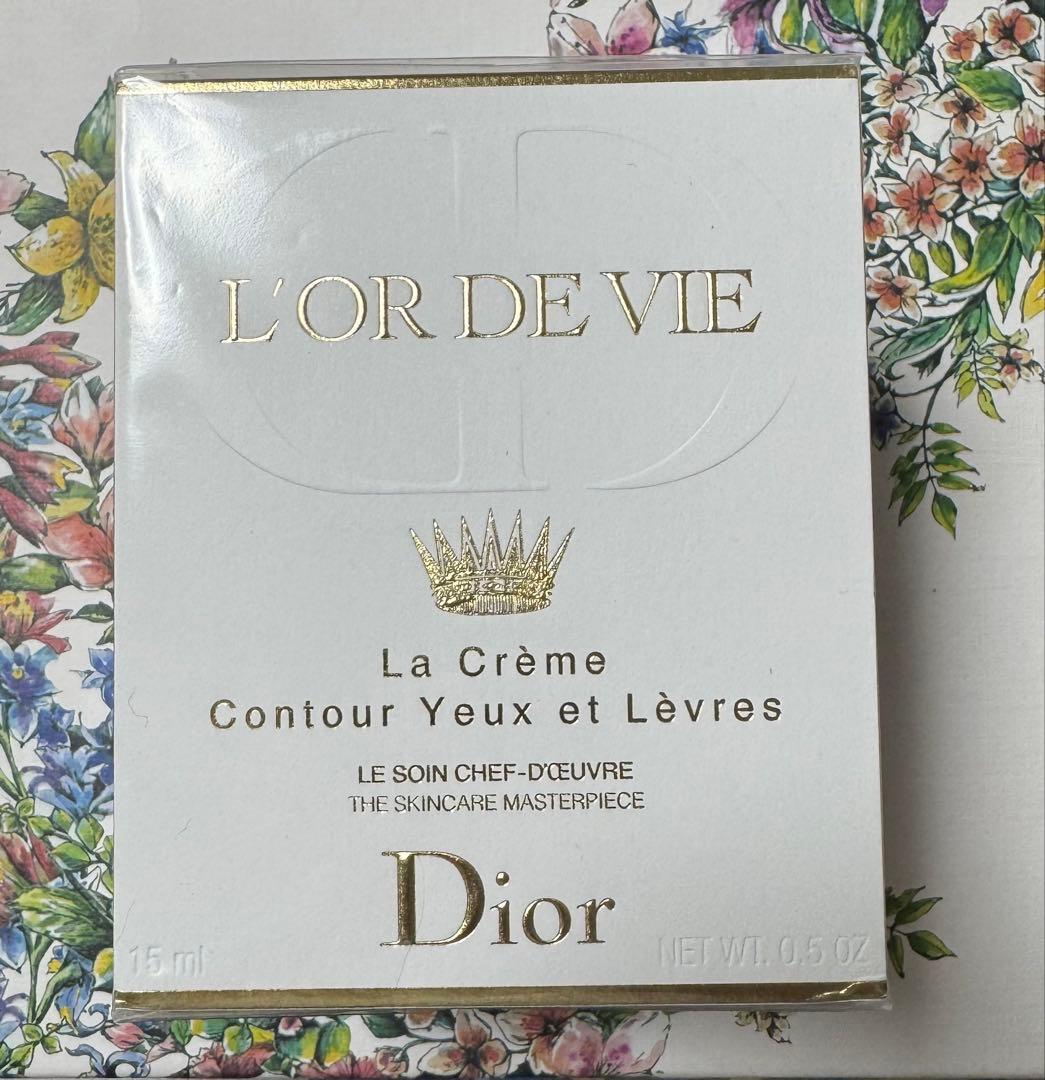 L'OR DE VIE
La Crème
Contour Yeux et Lèvres
LE SOIN CHEF-D'ŒUVRE
THE SKINCARE MASTERPIECE
Dior
15 ml NET WT. 0.5 OZ